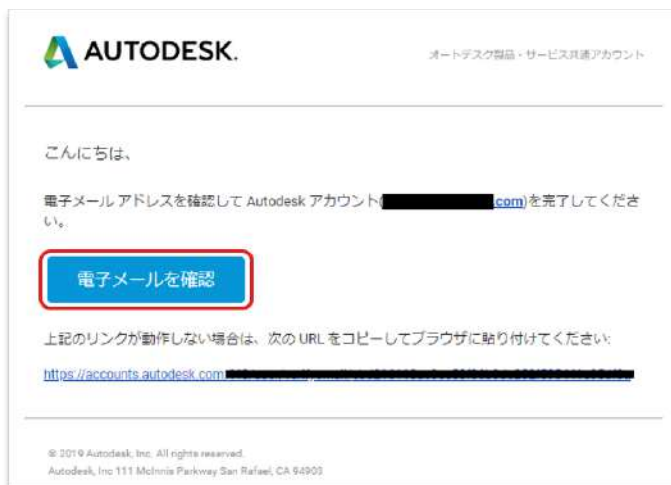 AUTODESK.
オートデスク製品・サービス共通アカウント
こんにちは、
電子メール アドレスを確認して Autodesk アカウント( .com)を完了してくださ
い。
電子メールを確認
上記のリンクが動作しない場合は、次の URL をコピーしてブラウザに貼り付けてください:
https://accounts.autodesk.com
© 2019 Autodesk, Inc. All rights reserved.
Autodesk, Inc 111 McInnis Parkway San Rafael, CA 94903